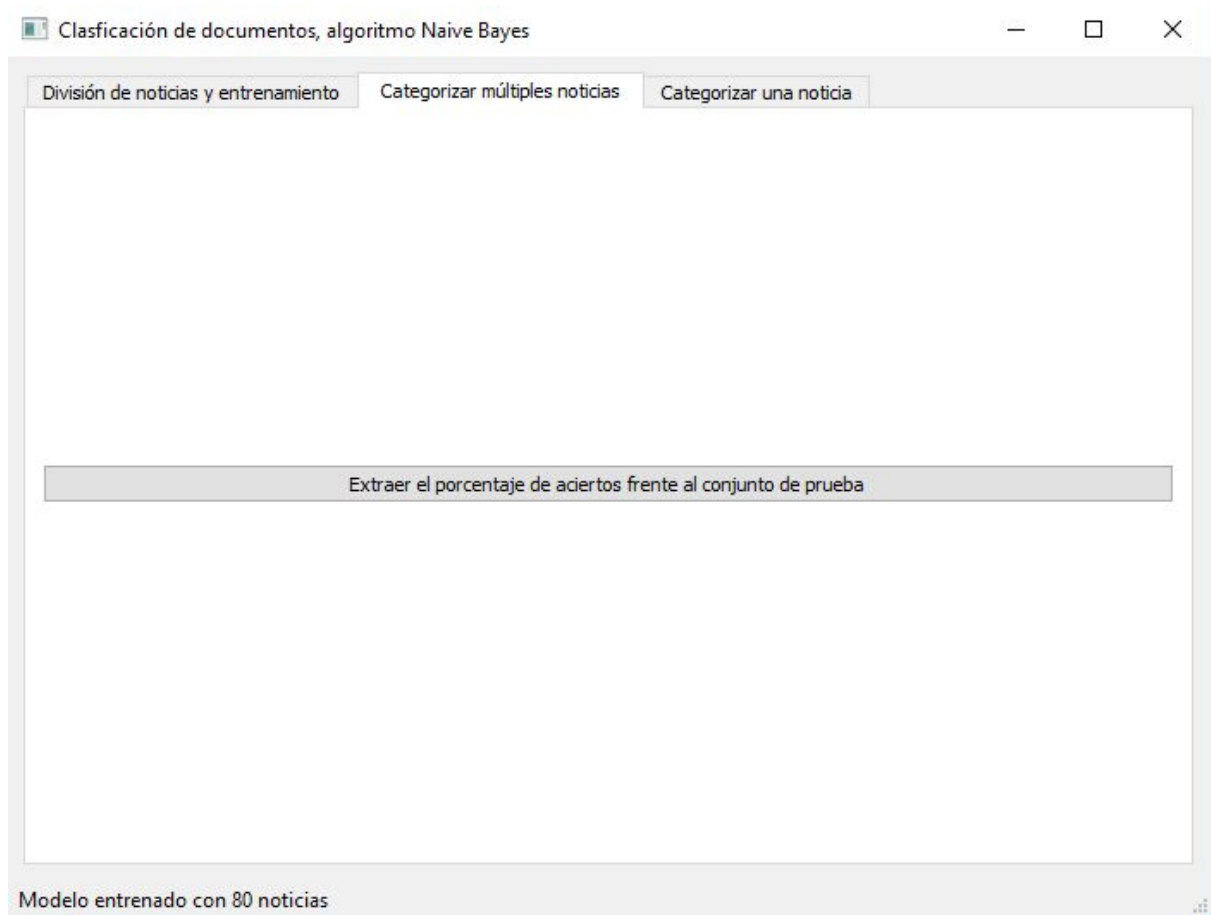 Clasficación de documentos, algoritmo Naive Bayes
División de noticias y entrenamiento
Categorizar múltiples noticias
Categorizar una noticia
Extraer el porcentaje de aciertos frente al conjunto de prueba
Modelo entrenado con 80 noticias